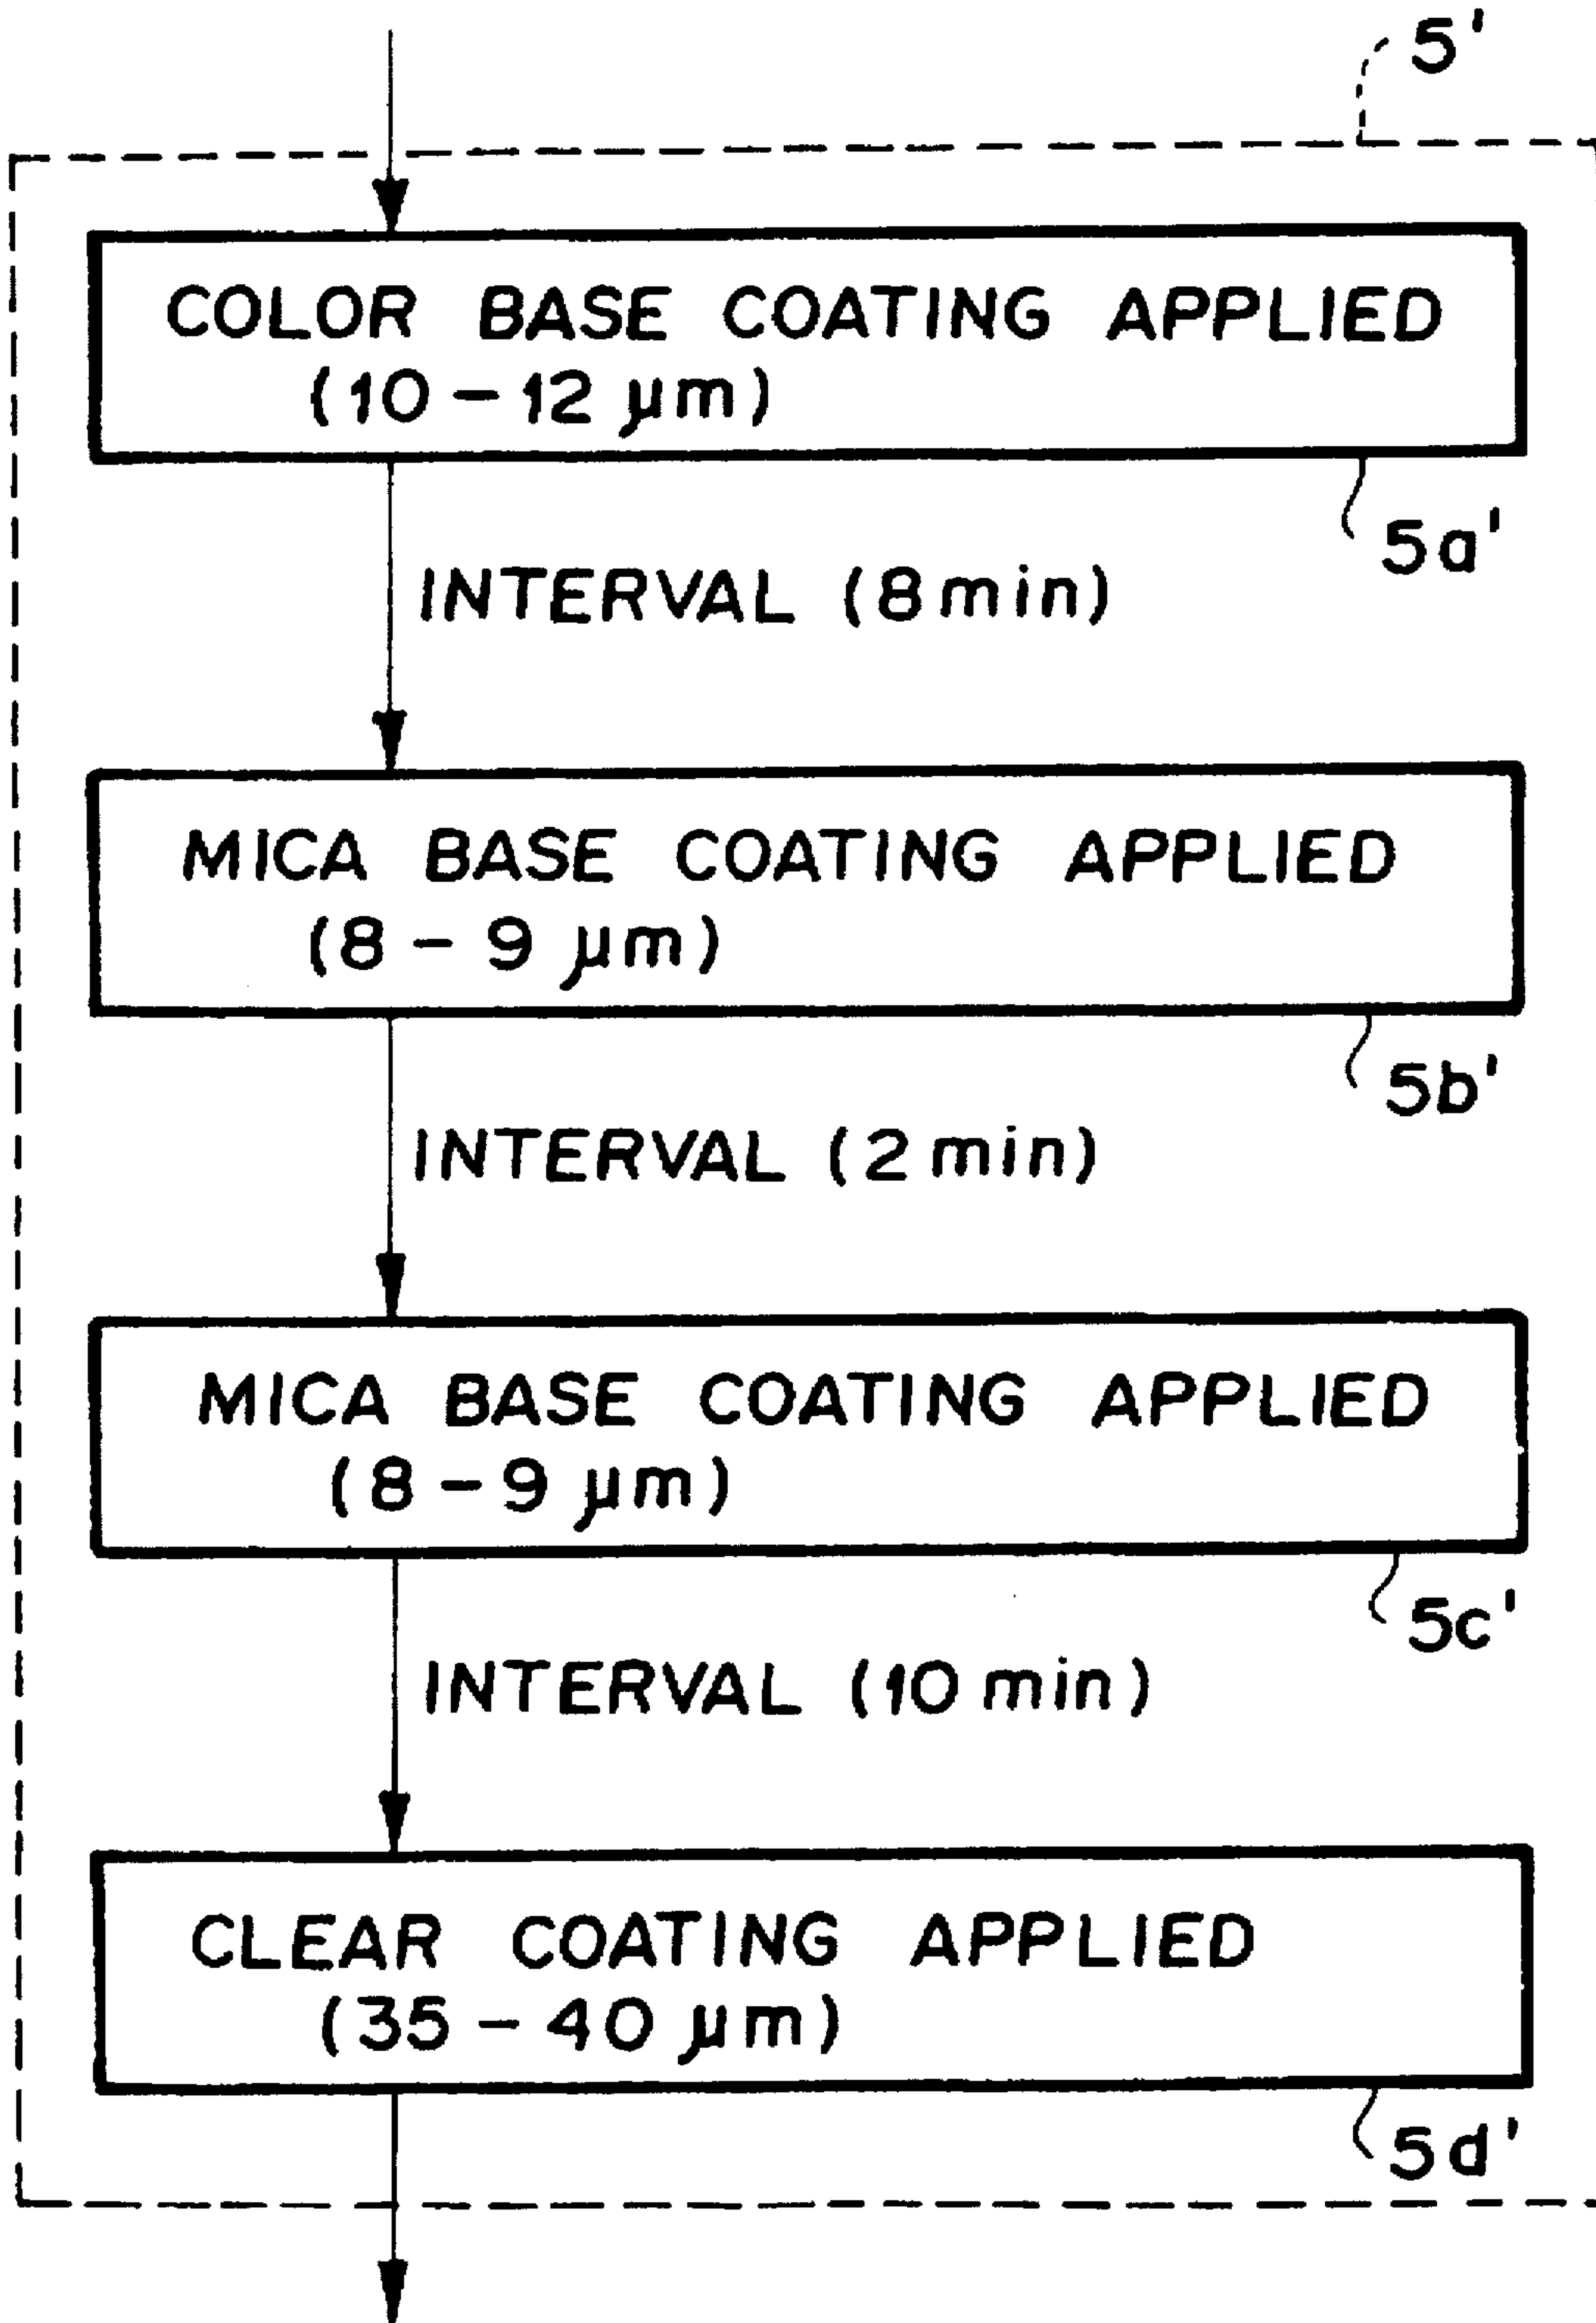 5'
COLOR BASE COATING APPLIED
(10 – 12 μm)
5a'
INTERVAL (8 min)
MICA BASE COATING APPLIED
(8 – 9 μm)
5b'
INTERVAL (2 min)
MICA BASE COATING APPLIED
(8 – 9 μm)
5c'
INTERVAL (10 min)
CLEAR COATING APPLIED
(35 – 40 μm)
5d'